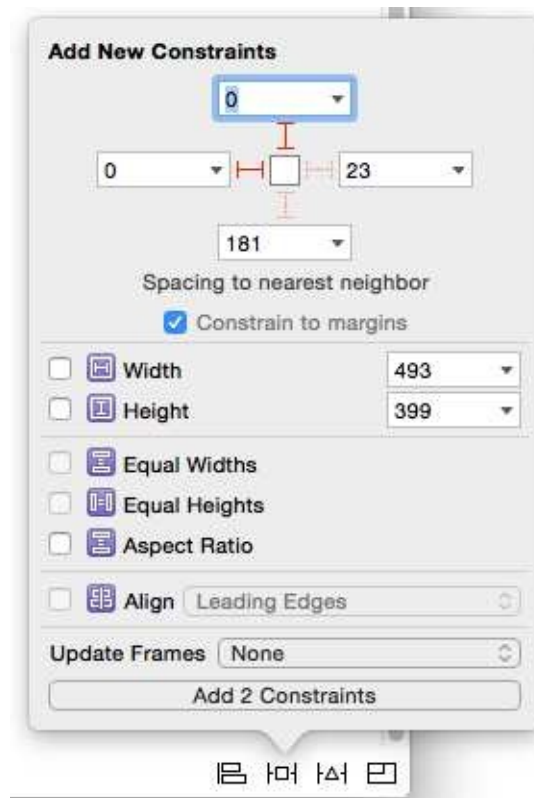 Add New Constraints
0
0 23
181
Spacing to nearest neighbor
Constrain to margins
Width 493
Height 399
Equal Widths
Equal Heights
Aspect Ratio
Align Leading Edges
Update Frames None
Add 2 Constraints